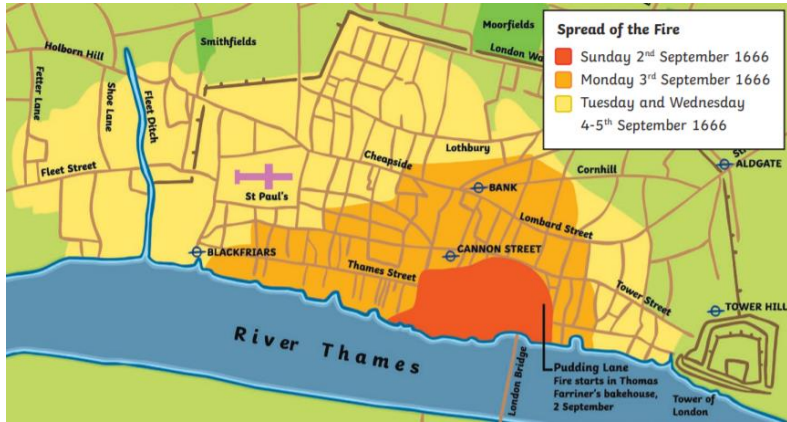 Moorfields
London Wa
Smithfields
Holborn Hill
Fetter Lane
Shoe Lane
Fleet Ditch
Fleet Street
St Paul's
Cheapside
Lothbury
Cornhill
BANK
ALDGATE
Lombard Street
CANNON STREET
BLACKFRIARS
Thames Street
Tower Street
TOWER HILL
River Thames
London Bridge
Pudding Lane
Fire starts in Thomas
Farriner's bakehouse,
2 September
Tower of
London
Spread of the Fire
Sunday 2nd September 1666
Monday 3rd September 1666
Tuesday and Wednesday
4-5th September 1666